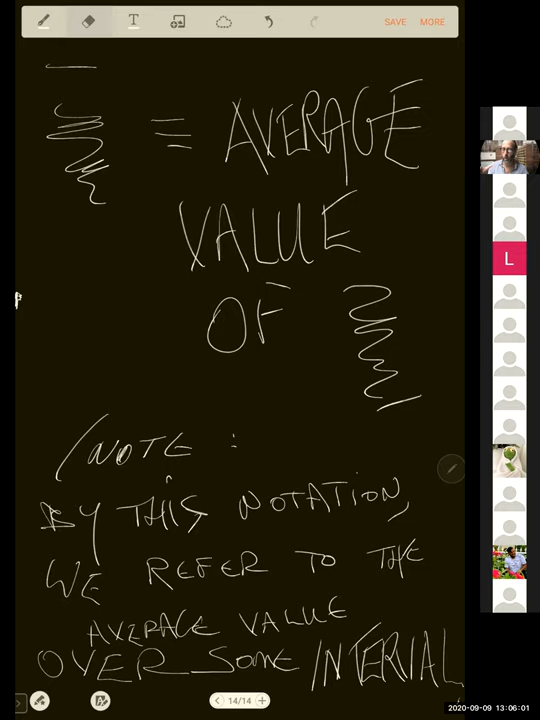 T
SAVE MORE
= AVERAGE
VALUE
OF
(NOTE :
BY THIS NOTATION,
WE REFER TO THE
AVERAGE VALUE
OVER SOME INTERVAL
L
14/14
2020-09-09 13:06:01